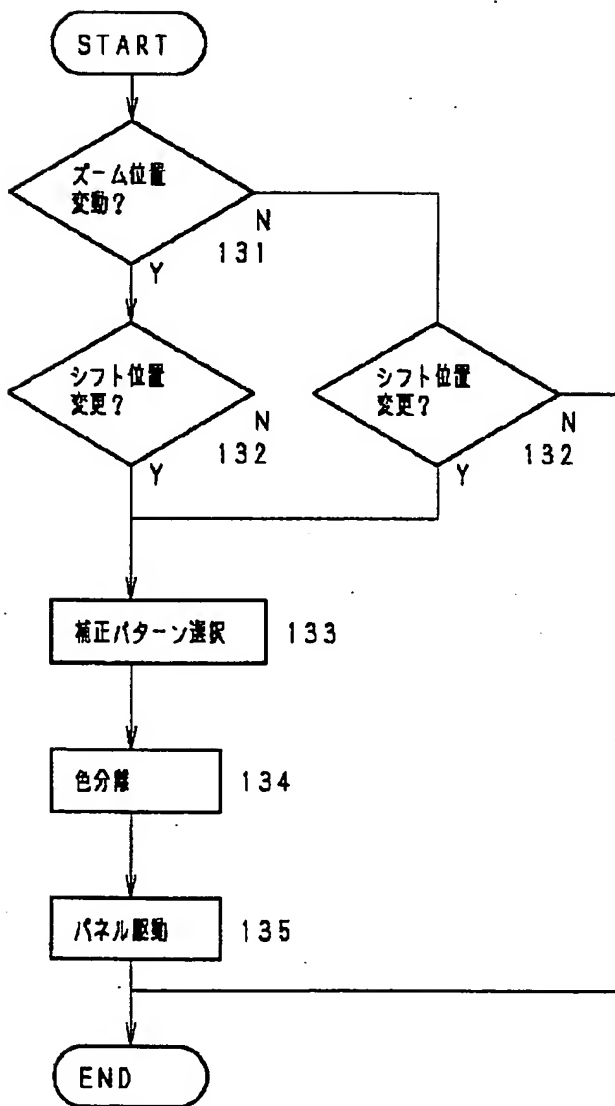 START
ズーム位置
変動?
N
131
Y
シフト位置
変更?
N
132
Y
シフト位置
変更?
N
132
Y
補正パターン選択
133
色分離
134
パネル駆動
135
END